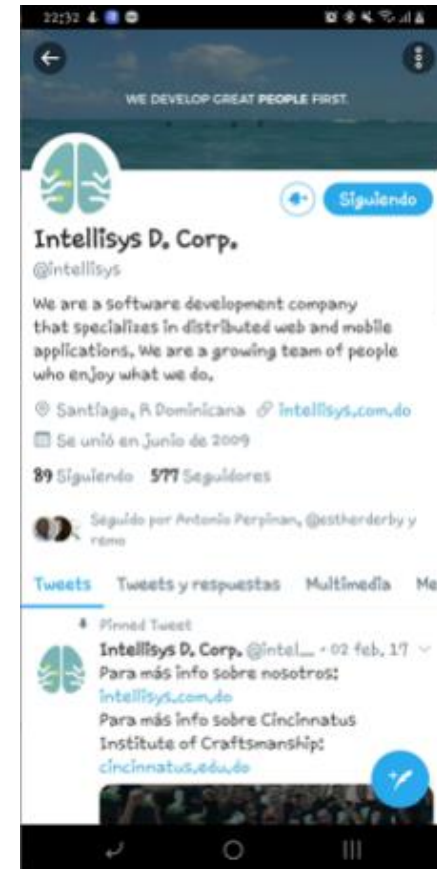 22:32
WE DEVELOP GREAT PEOPLE FIRST.
Siguiendo
Intellisys D. Corp.
@intellisys
We are a software development company
that specializes in distributed web and mobile
applications. We are a growing team of people
who enjoy what we do.
Santiago, R Dominicana intellisys.com.do
Se unió en junio de 2009
89 Siguiendo 577 Seguidores
Seguido por Antonio Perpinan, @estherderby y
remo
Tweets Tweets y respuestas Multimedia Me
Pinned Tweet
Intellisys D. Corp. @intel... • 02 feb. 17
Para más info sobre nosotros:
intellisys.com.do
Para más info sobre Cincinnatus
Institute of Craftsmanship:
cincinnatus.edu.do